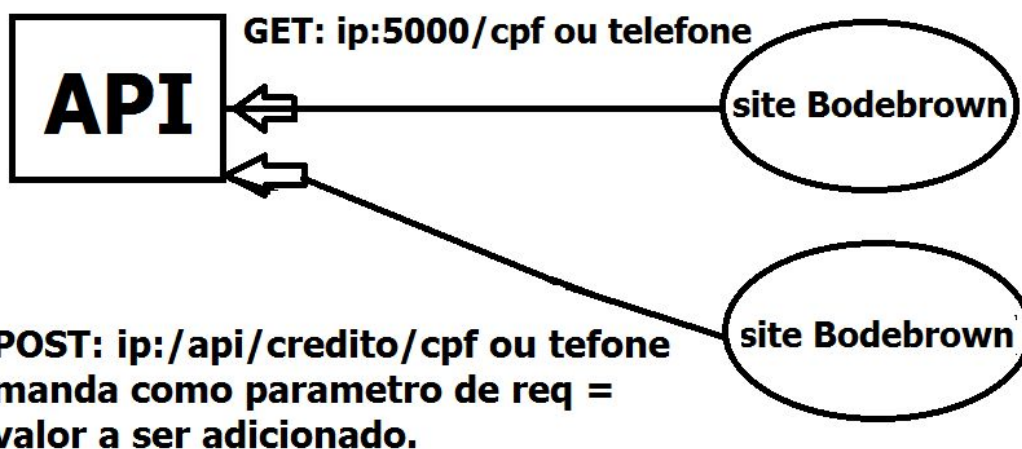 GET: ip:5000/cpf ou telefone
API
site Bodebrown
site Bodebrown
POST: ip:/api/credito/cpf ou tefone
manda como parametro de req =
valor a ser adicionado.